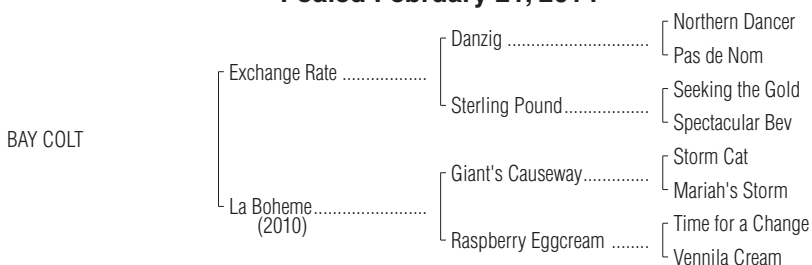 Foaled February 21, 2014
Northern Dancer
Danzig ..............................
Pas de Nom
Exchange Rate ..................
Seeking the Gold
Sterling Pound..................
Spectacular Bev
BAY COLT
Storm Cat
Giant's Causeway..............
Mariah's Storm
La Boheme........................
(2010)
Time for a Change
Raspberry Eggcream ........
Vennila Cream